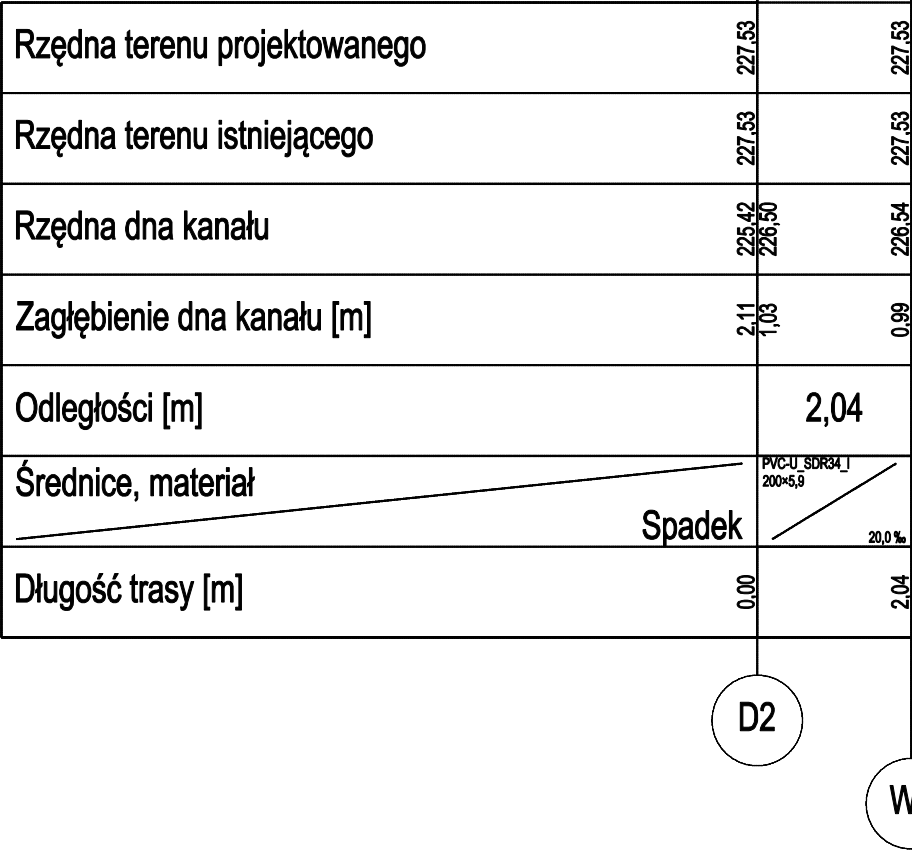 Rzędna terenu projektowanego 227,53 227,53
Rzędna terenu istniejącego 227,53 227,53
Rzędna dna kanału 225,42 226,50 226,54
Zagłębienie dna kanału [m] 2,11 1,03 0,99
Odległości [m] 2,04
Średnice, materiał PVC-U_SDR34_I
200×5,9
Spadek 20,0 ‰
Długość trasy [m] 0,00 2,04
D2
W